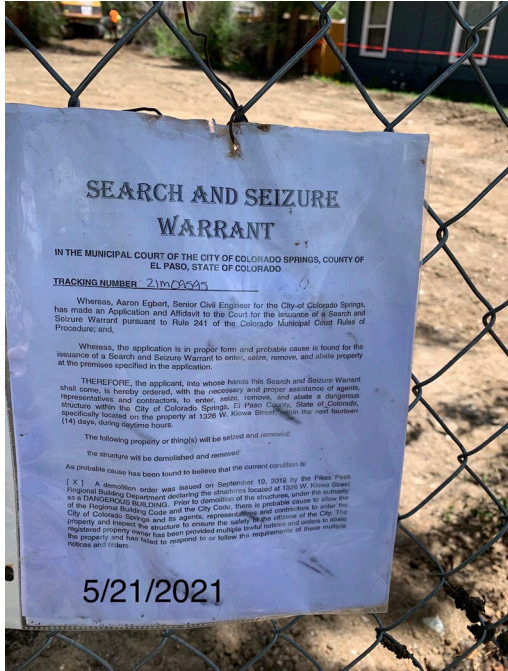 SEARCH AND SEIZURE
WARRANT
IN THE MUNICIPAL COURT OF THE CITY OF COLORADO SPRINGS, COUNTY OF
EL PASO, STATE OF COLORADO
TRACKING NUMBER 21M09595
Whereas, Aaron Egbert, Senior Civil Engineer for the City of Colorado Springs,
has made an Application and Affidavit to the Court for the issuance of a Search and
Seizure Warrant pursuant to Rule 241 of the Colorado Municipal Court Rules of
Procedure; and,
Whereas, the application is in proper form and probable cause is found for the
issuance of a Search and Seizure Warrant to enter, seize, remove, and abate property
at the premises specified in the application.
THEREFORE, the applicant, into whose hands this Search and Seizure Warrant
shall come, is hereby ordered, with the necessary and proper assistance of agents,
representatives and contractors, to enter, seize, remove, and abate a dangerous
structure within the City of Colorado Springs, El Paso County, State of Colorado,
specifically located on the property at 1326 W. Kiowa Street, within the next fourteen
(14) days, during daytime hours.
The following property or thing(s) will be seized and removed:
the structure will be demolished and removed
As probable cause has been found to believe that the current condition is:
[ X ] A demolition order was issued on September 19, 2018 by the Pikes Peak
Regional Building Department declaring the structures located at 1326 W. Kiowa Street
as a DANGEROUS BUILDING. Prior to demolition of the structures, under the authority
of the Regional Building Code and the City Code, there is probable cause to allow the
City of Colorado Springs and its agents, representatives and contractors to enter the
property and inspect the structure to ensure the safety of the citizens of the City. The
registered property owner has been provided multiple lawful notices and orders to abate
the property and has failed to respond to or follow the requirements of these multiple
notices and orders.
5/21/2021